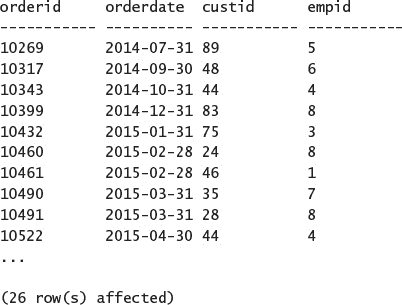 orderid     orderdate  custid      empid
----------- ---------- ----------- -----------
10269       2014-07-31 89          5
10317       2014-09-30 48          6
10343       2014-10-31 44          4
10399       2014-12-31 83          8
10432       2015-01-31 75          3
10460       2015-02-28 24          8
10461       2015-02-28 46          1
10490       2015-03-31 35          7
10491       2015-03-31 28          8
10522       2015-04-30 44          4
...
(26 row(s) affected)